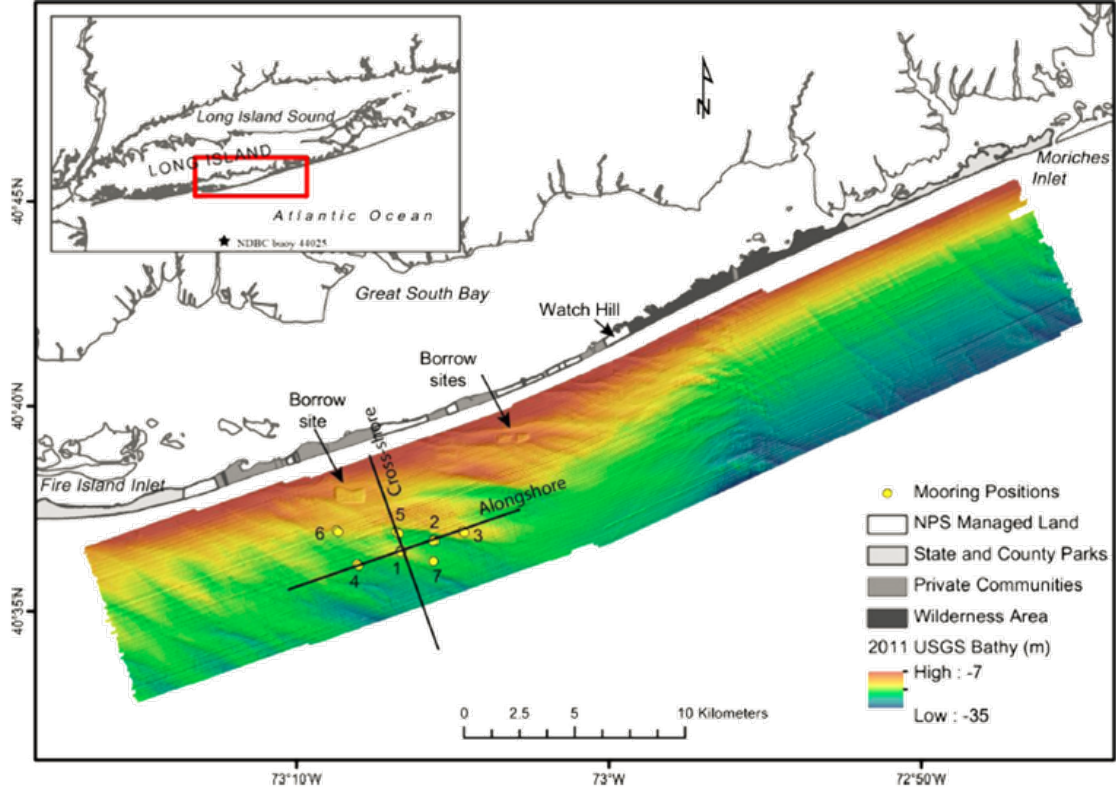 Long Island Sound
LONG ISLAND
Atlantic Ocean
NDBC buoy 44025
N
Moriches
Inlet
Great South Bay
Watch Hill
Borrow
sites
Borrow
site
Cross-shore
Fire Island Inlet
Alongshore
6
5
2
3
1
4
7
Mooring Positions
NPS Managed Land
State and County Parks
Private Communities
Wilderness Area
2011 USGS Bathy (m)
High : -7
Low : -35
0 2.5 5 10 Kilometers
40°45'N
40°40'N
40°35'N
73°10'W
73°W
72°50'W